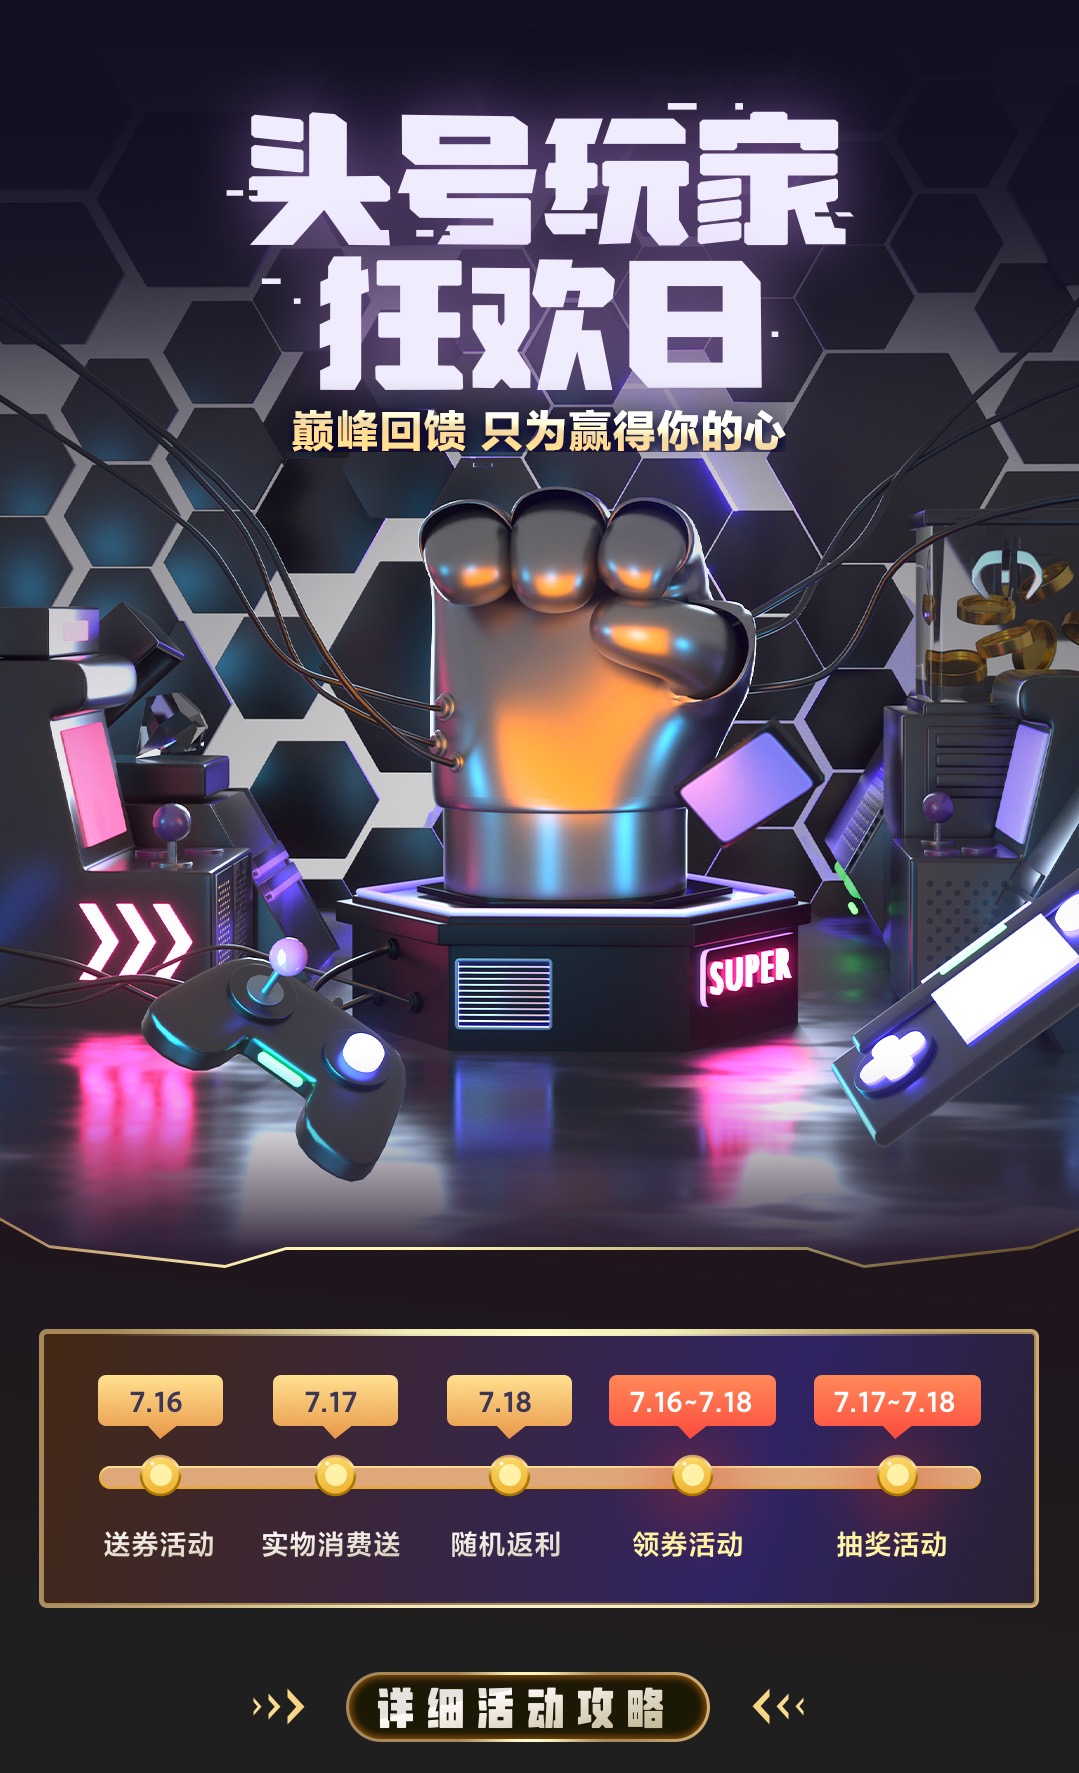 头号玩家
狂欢日
巅峰回馈 只为赢得你的心
SUPER
7.16
7.17
7.18
7.16~7.18
7.17~7.18
送券活动
实物消费送
随机返利
领券活动
抽奖活动
详细活动攻略